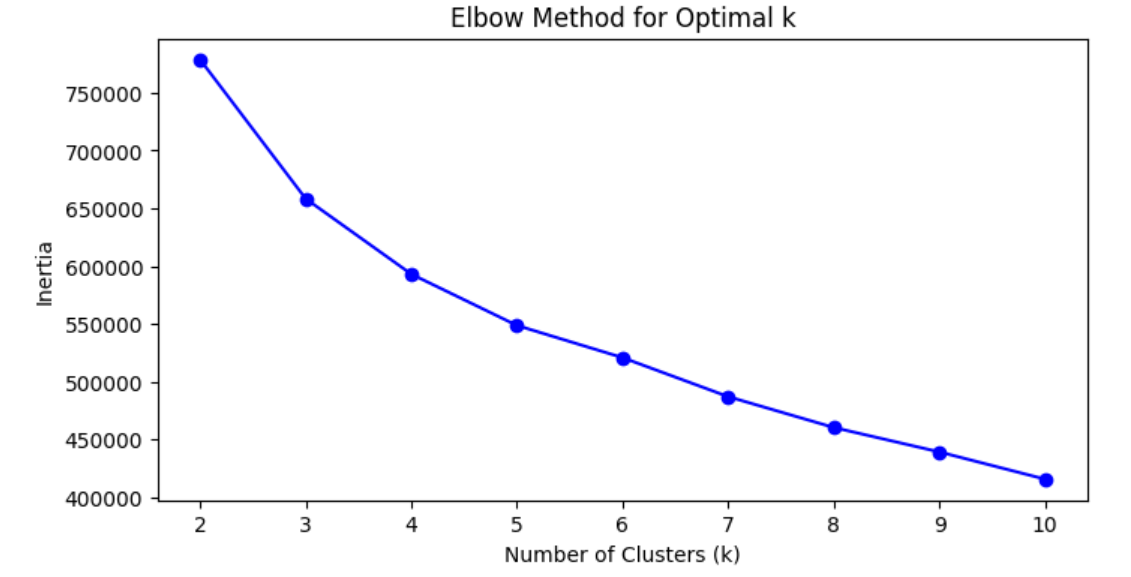 Elbow Method for Optimal k
750000
700000
650000
600000
550000
500000
450000
400000
Inertia
2 3 4 5 6 7 8 9 10
Number of Clusters (k)